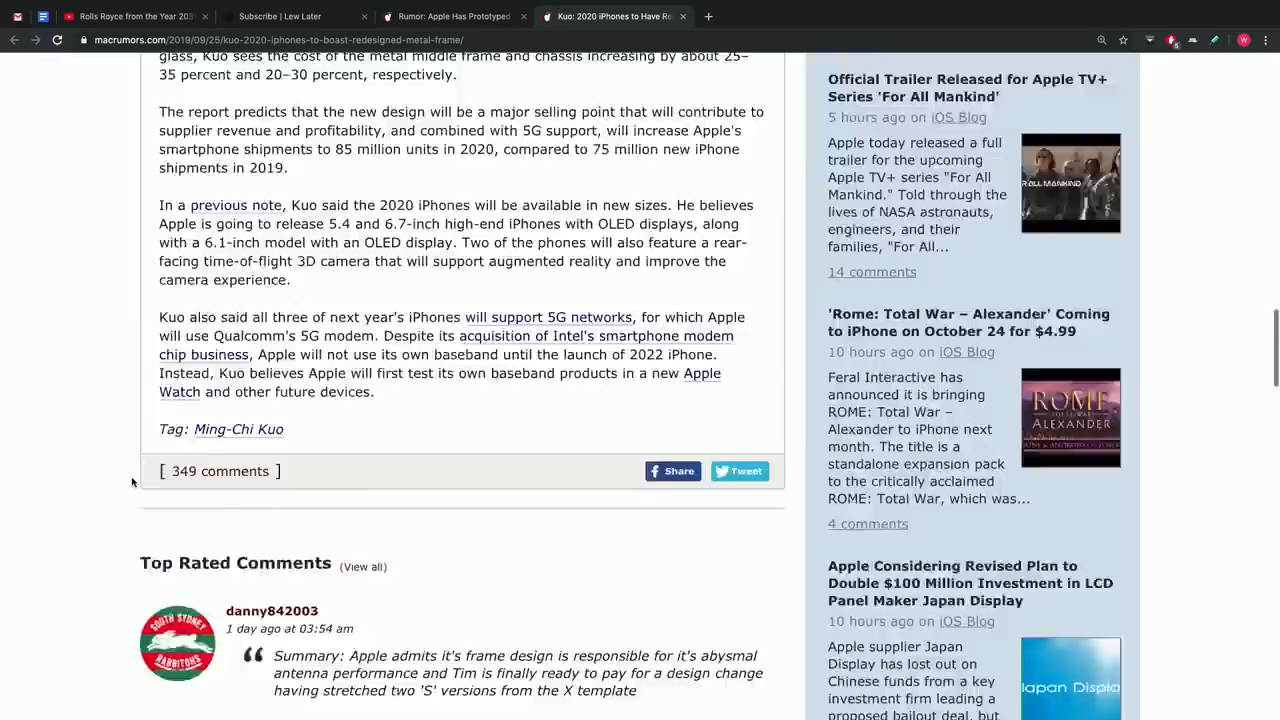 Rolls Royce from the Year 203
Subscribe | Lew Later
Rumor: Apple Has Prototyped
Kuo: 2020 iPhones to Have Re
macrumors.com/2019/09/25/kuo-2020-iphones-to-boast-redesigned-metal-frame/
glass, Kuo sees the cost of the metal middle frame and chassis increasing by about 25–
35 percent and 20–30 percent, respectively.
The report predicts that the new design will be a major selling point that will contribute to
supplier revenue and profitability, and combined with 5G support, will increase Apple's
smartphone shipments to 85 million units in 2020, compared to 75 million new iPhone
shipments in 2019.
In a previous note, Kuo said the 2020 iPhones will be available in new sizes. He believes
Apple is going to release 5.4 and 6.7-inch high-end iPhones with OLED displays, along
with a 6.1-inch model with an OLED display. Two of the phones will also feature a rear-
facing time-of-flight 3D camera that will support augmented reality and improve the
camera experience.
Kuo also said all three of next year's iPhones will support 5G networks, for which Apple
will use Qualcomm's 5G modem. Despite its acquisition of Intel's smartphone modem
chip business, Apple will not use its own baseband until the launch of 2022 iPhone.
Instead, Kuo believes Apple will first test its own baseband products in a new Apple
Watch and other future devices.
Tag: Ming-Chi Kuo
[ 349 comments ]
Share
Tweet
Top Rated Comments (View all)
SOUTH SYDNEY
RABBITOHS
danny842003
1 day ago at 03:54 am
Summary: Apple admits it's frame design is responsible for it's abysmal
antenna performance and Tim is finally ready to pay for a design change
having stretched two 'S' versions from the X template
Official Trailer Released for Apple TV+
Series 'For All Mankind'
5 hours ago on iOS Blog
Apple today released a full
trailer for the upcoming
Apple TV+ series "For All
Mankind." Told through the
lives of NASA astronauts,
engineers, and their
families, "For All...
R ALL MANKIND
14 comments
'Rome: Total War – Alexander' Coming
to iPhone on October 24 for $4.99
10 hours ago on iOS Blog
Feral Interactive has
announced it is bringing
ROME: Total War –
Alexander to iPhone next
month. The title is a
standalone expansion pack
to the critically acclaimed
ROME: Total War, which was...
ROME
TOTAL WAR
ALEXANDER
4 comments
Apple Considering Revised Plan to
Double $100 Million Investment in LCD
Panel Maker Japan Display
10 hours ago on iOS Blog
Apple supplier Japan
Display has lost out on
Chinese funds from a key
investment firm leading a
proposed bailout deal, but
Japan Displa